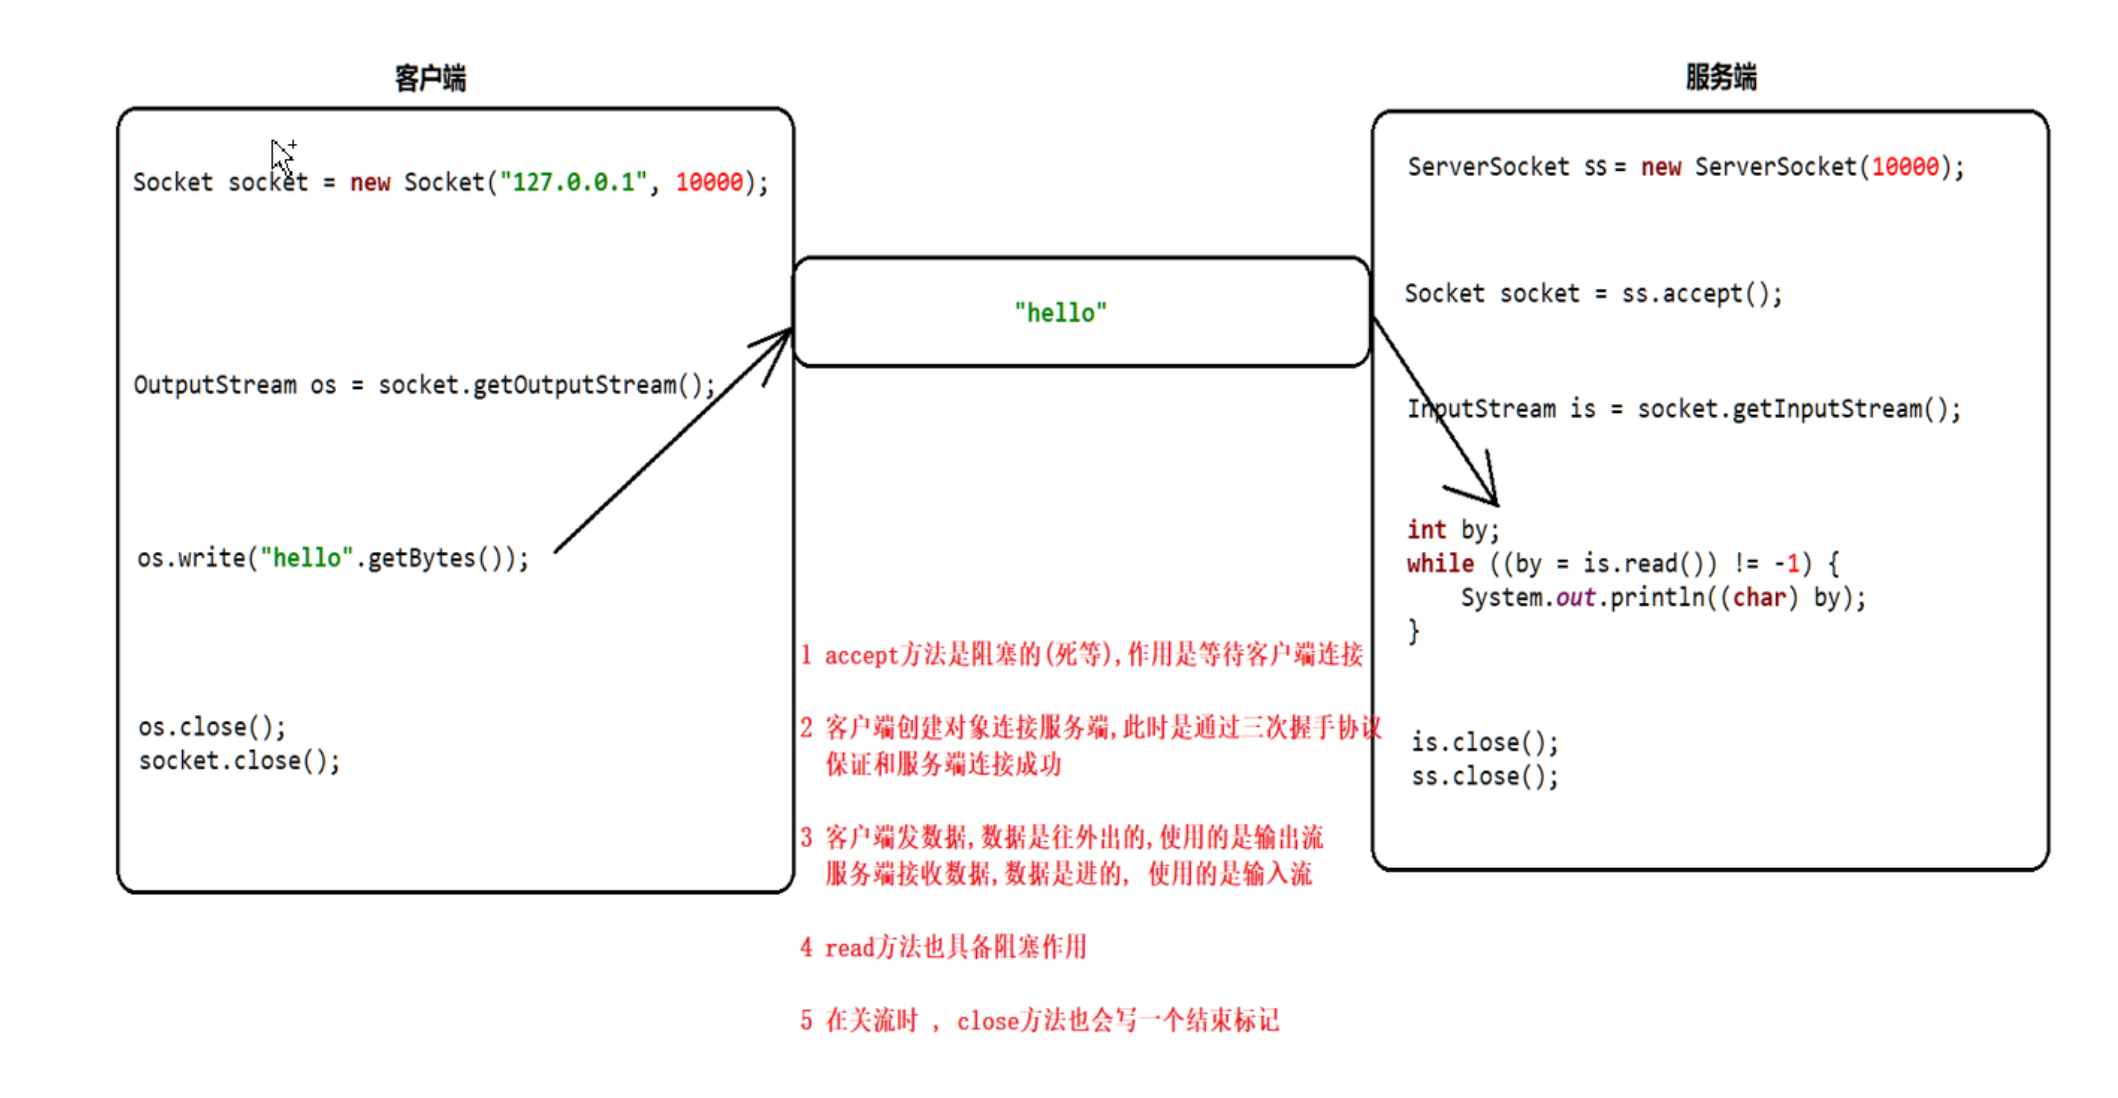 客户端
Socket socket = new Socket("127.0.0.1", 10000);
OutputStream os = socket.getOutputStream();
os.write("hello".getBytes());
os.close();
socket.close();
"hello"
1 accept方法是阻塞的(死等),作用是等待客户端连接
2 客户端创建对象连接服务端,此时是通过三次握手协议
保证和服务端连接成功
3 客户端发数据,数据是往外出的,使用的是输出流
服务端接收数据,数据是进的, 使用的是输入流
4 read方法也具备阻塞作用
5 在关流时 , close方法也会写一个结束标记
服务端
ServerSocket ss = new ServerSocket(10000);
Socket socket = ss.accept();
InputStream is = socket.getInputStream();
int by;
while ((by = is.read()) != -1) {
System.out.println((char) by);
}
is.close();
ss.close();